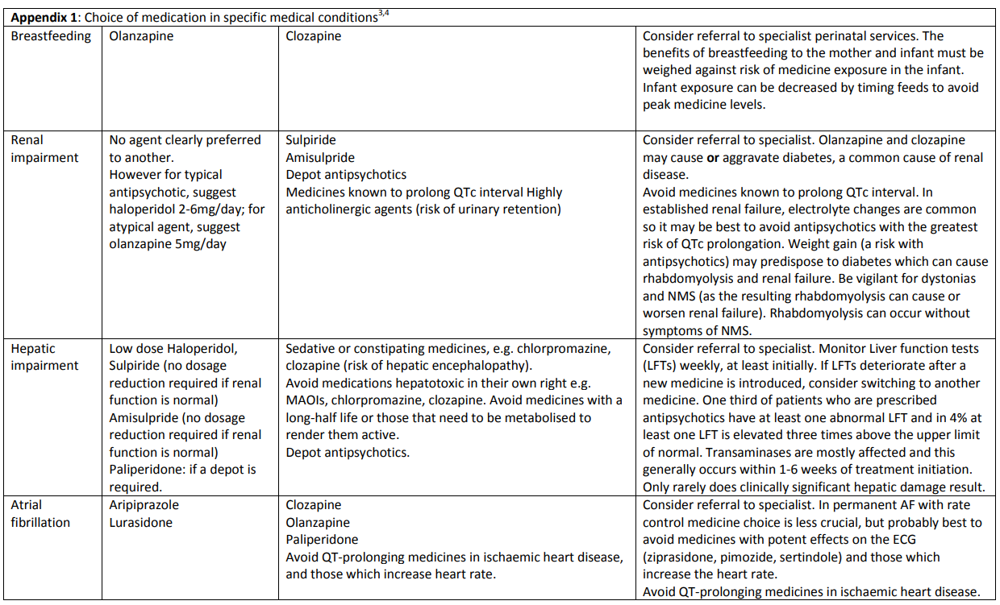 Appendix 1: Choice of medication in specific medical conditions3,4
Breastfeeding
Olanzapine
Clozapine
Consider referral to specialist perinatal services. The
benefits of breastfeeding to the mother and infant must be
weighed against risk of medicine exposure in the infant.
Infant exposure can be decreased by timing feeds to avoid
peak medicine levels.
Renal
impairment
No agent clearly preferred
to another.
However for typical
antipsychotic, suggest
haloperidol 2-6mg/day; for
atypical agent, suggest
olanzapine 5mg/day
Sulpiride
Amisulpride
Depot antipsychotics
Medicines known to prolong QTc interval Highly
anticholinergic agents (risk of urinary retention)
Consider referral to specialist. Olanzapine and clozapine
may cause or aggravate diabetes, a common cause of renal
disease.
Avoid medicines known to prolong QTc interval. In
established renal failure, electrolyte changes are common
so it may be best to avoid antipsychotics with the greatest
risk of QTc prolongation. Weight gain (a risk with
antipsychotics) may predispose to diabetes which can cause
rhabdomyolysis and renal failure. Be vigilant for dystonias
and NMS (as the resulting rhabdomyolysis can cause or
worsen renal failure). Rhabdomyolysis can occur without
symptoms of NMS.
Hepatic
impairment
Low dose Haloperidol,
Sulpiride (no dosage
reduction required if renal
function is normal)
Amisulpride (no dosage
reduction required if renal
function is normal)
Paliperidone: if a depot is
required.
Sedative or constipating medicines, e.g. chlorpromazine,
clozapine (risk of hepatic encephalopathy).
Avoid medications hepatotoxic in their own right e.g.
MAOIs, chlorpromazine, clozapine. Avoid medicines with a
long-half life or those that need to be metabolised to
render them active.
Depot antipsychotics.
Consider referral to specialist. Monitor Liver function tests
(LFTs) weekly, at least initially. If LFTs deteriorate after a
new medicine is introduced, consider switching to another
medicine. One third of patients who are prescribed
antipsychotics have at least one abnormal LFT and in 4% at
least one LFT is elevated three times above the upper limit
of normal. Transaminases are mostly affected and this
generally occurs within 1-6 weeks of treatment initiation.
Only rarely does clinically significant hepatic damage result.
Atrial
fibrillation
Aripiprazole
Lurasidone
Clozapine
Olanzapine
Paliperidone
Avoid QT-prolonging medicines in ischaemic heart disease,
and those which increase heart rate.
Consider referral to specialist. In permanent AF with rate
control medicine choice is less crucial, but probably best to
avoid medicines with potent effects on the ECG
(ziprasidone, pimozide, sertindole) and those which
increase the heart rate.
Avoid QT-prolonging medicines in ischaemic heart disease.